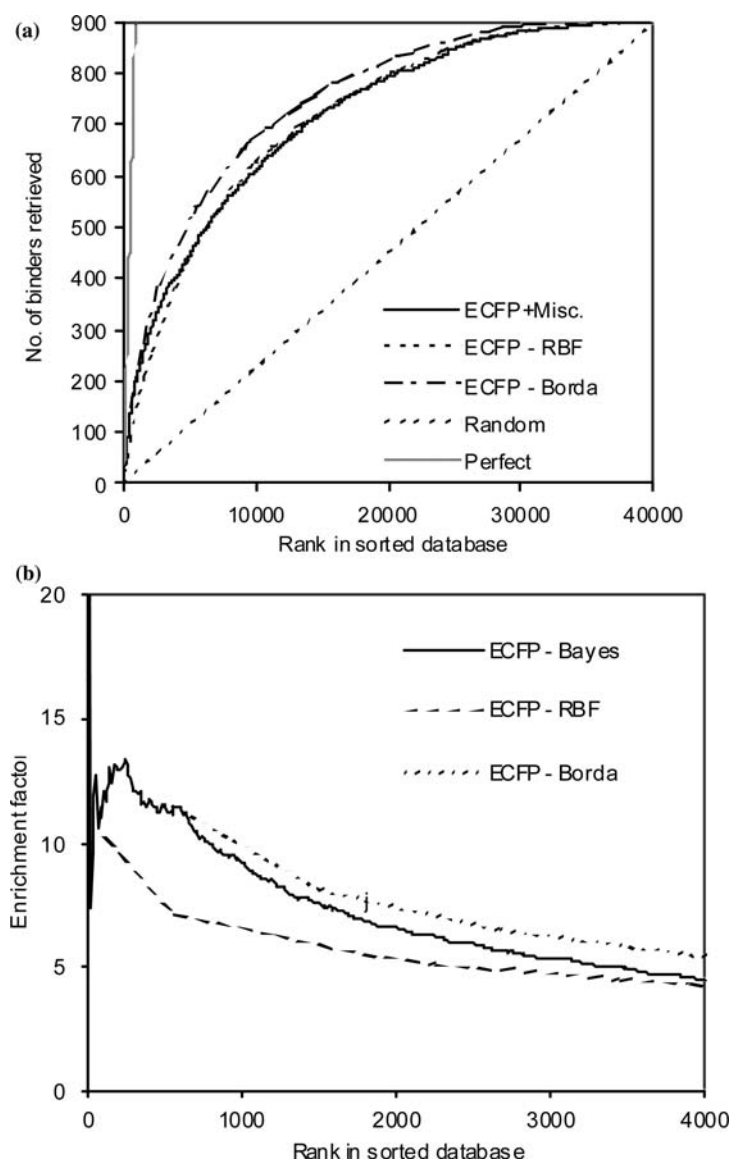 (a)
900
800
700
600
500
400
300
200
100
0
No. of binders retrieved
ECFP+Misc.
ECFP - RBF
ECFP - Borda
Random
Perfect
0 10000 20000 30000 40000
Rank in sorted database
(b)
20
15
10
5
0
Enrichment factor
ECFP - Bayes
ECFP - RBF
ECFP - Borda
j
0 1000 2000 3000 4000
Rank in sorted database